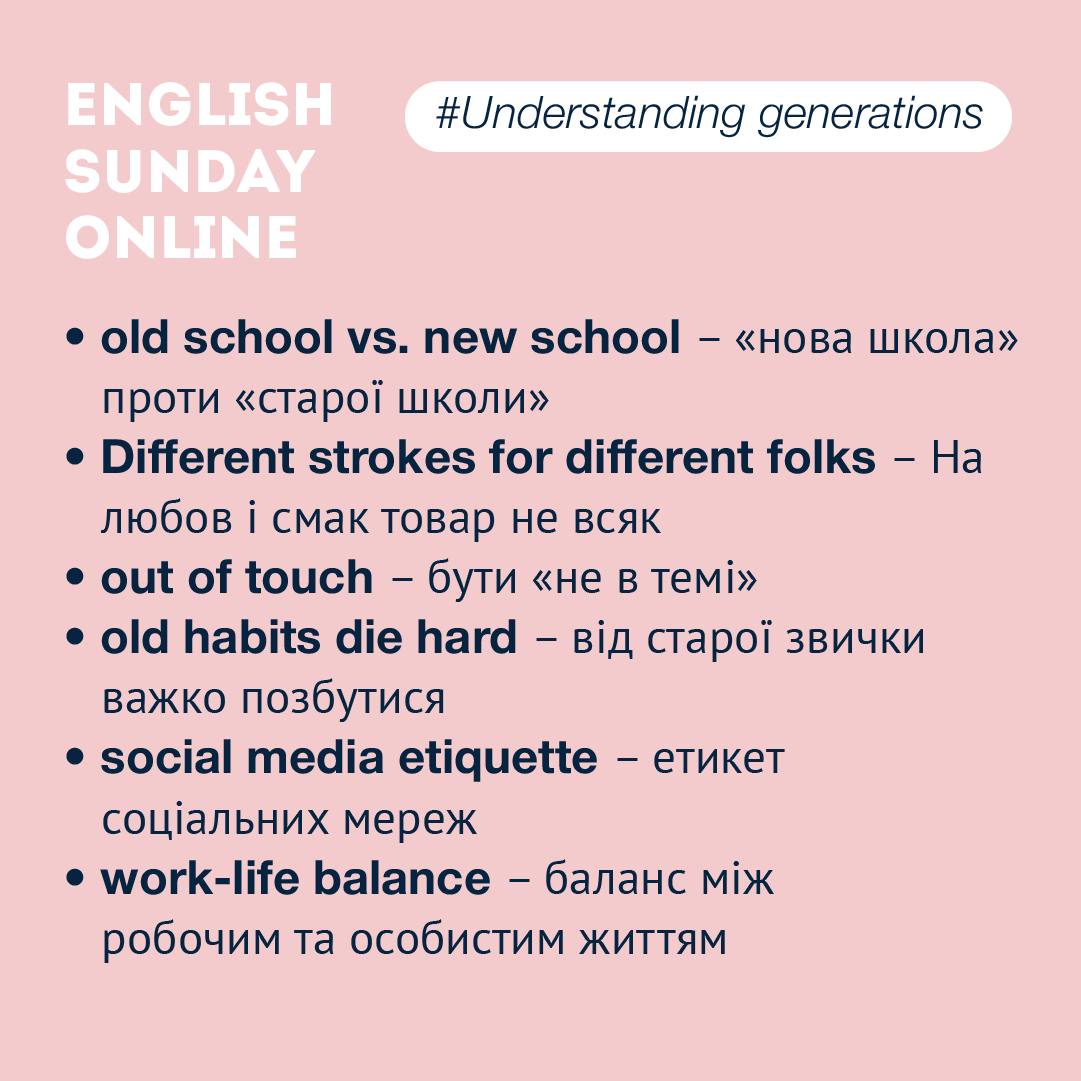 ENGLISH
SUNDAY
ONLINE
#Understanding generations
• old school vs. new school – «нова школа»
проти «старої школи»
• Different strokes for different folks – На
любов і смак товар не всяк
• out of touch – бути «не в темі»
• old habits die hard – від старої звички
важко позбутися
• social media etiquette – етикет
соціальних мереж
• work-life balance – баланс між
робочим та особистим життям